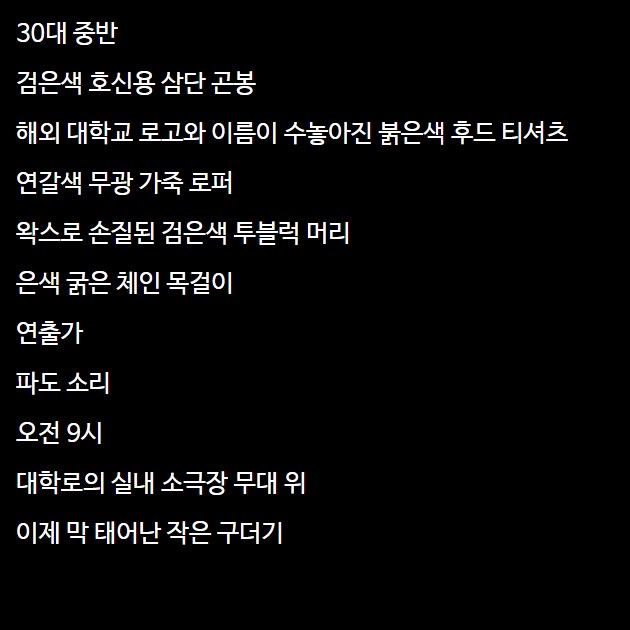 30대 중반
검은색 호신용 삼단 곤봉
해외 대학교 로고와 이름이 수놓아진 붉은색 후드 티셔츠
연갈색 무광 가죽 로퍼
왁스로 손질된 검은색 투블럭 머리
은색 굵은 체인 목걸이
연출가
파도 소리
오전 9시
대학로의 실내 소극장 무대 위
이제 막 태어난 작은 구더기